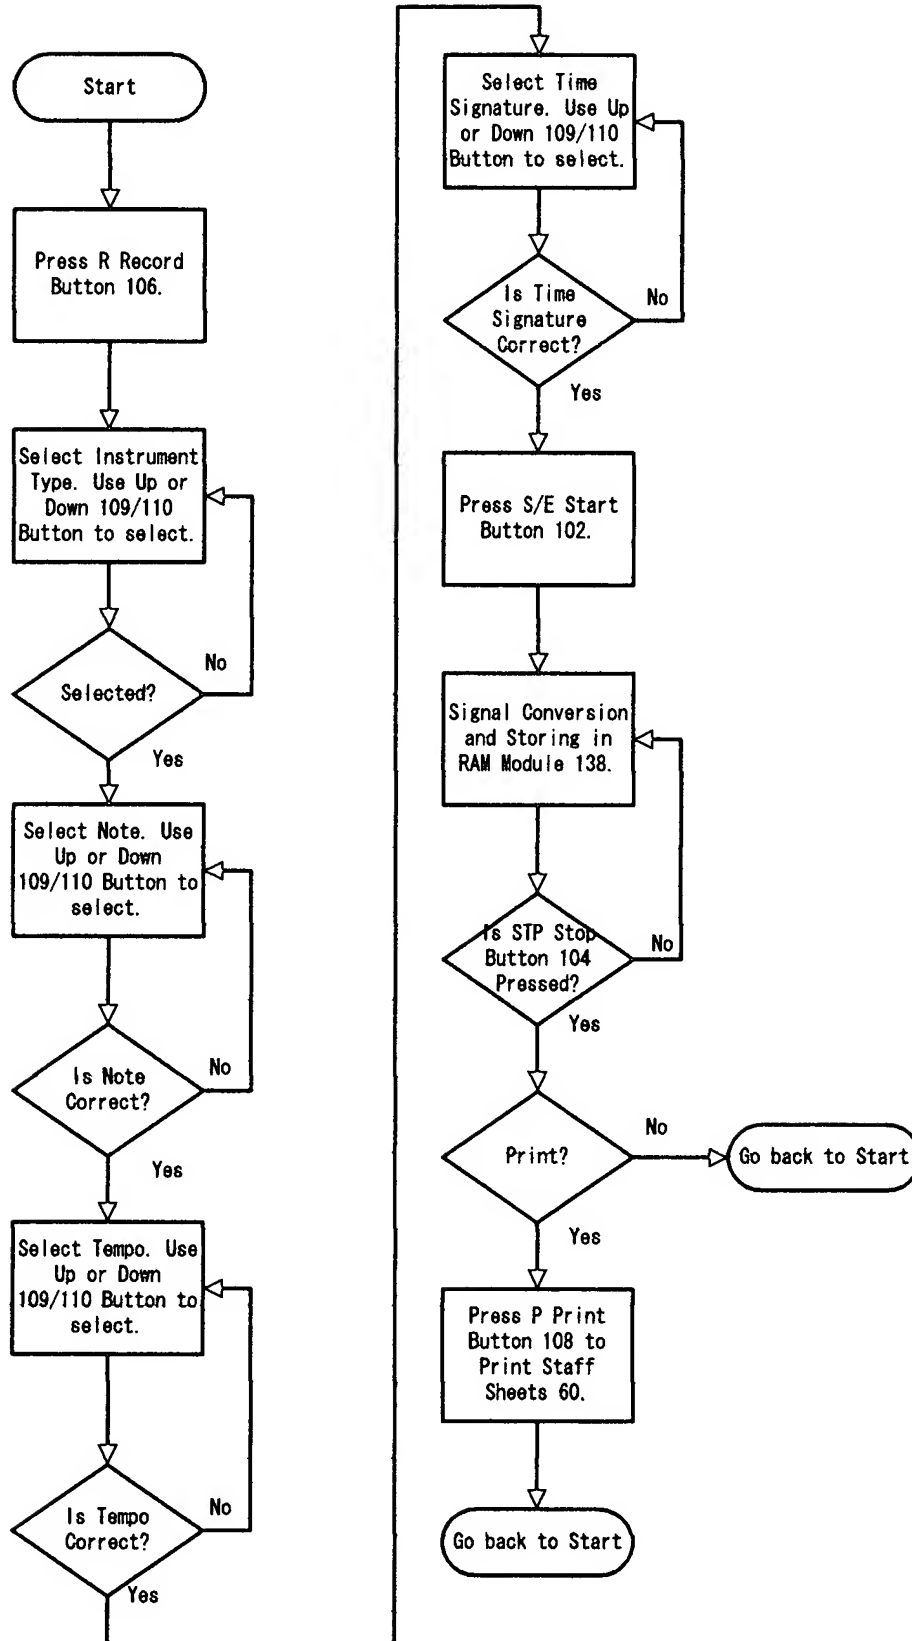 Start
Press R Record
Button 106.
Select Instrument
Type. Use Up or
Down 109/110
Button to select.
No
Selected?
Yes
Select Note. Use
Up or Down
109/110 Button to
select.
No
Is Note
Correct?
Yes
Select Tempo. Use
Up or Down
109/110 Button to
select.
No
Is Tempo
Correct?
Yes
Select Time
Signature. Use Up
or Down 109/110
Button to select.
No
Is Time
Signature
Correct?
Yes
Press S/E Start
Button 102.
Signal Conversion
and Storing in
RAM Module 138.
Is STP Stop
Button 104
Pressed?
No
Yes
Print?
No
Go back to Start
Yes
Press P Print
Button 108 to
Print Staff
Sheets 60.
Go back to Start